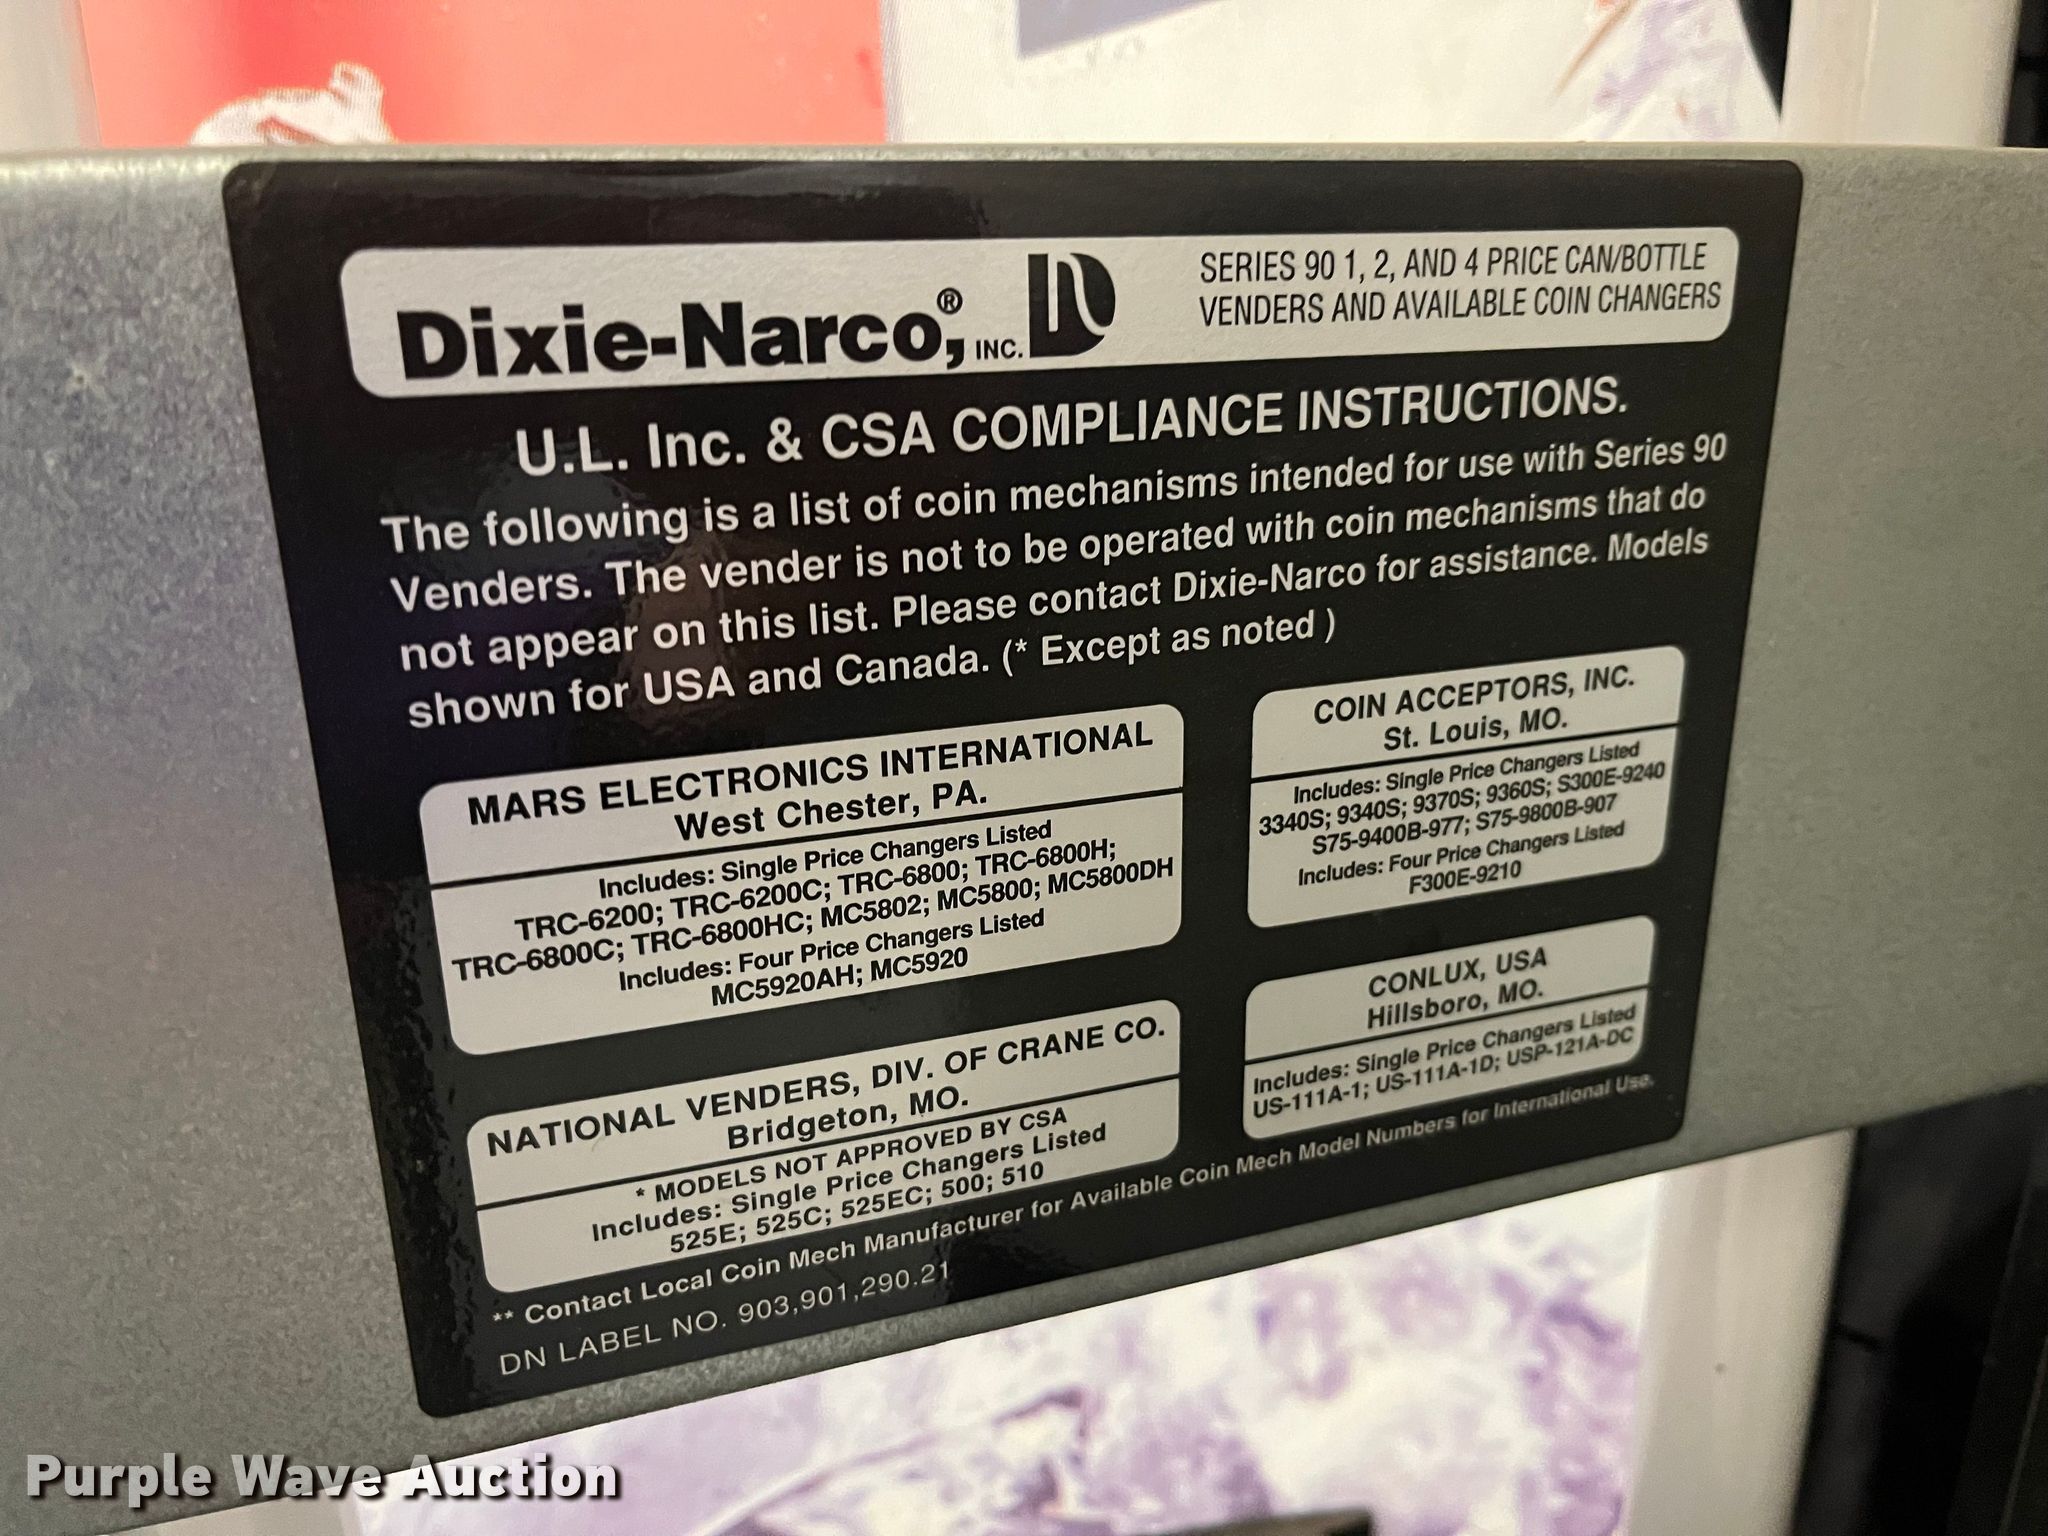 Dixie-Narco®, INC.
SERIES 90 1, 2, AND 4 PRICE CAN/BOTTLE
VENDERS AND AVAILABLE COIN CHANGERS
U.L. Inc. & CSA COMPLIANCE INSTRUCTIONS.
The following is a list of coin mechanisms intended for use with Series 90
Venders. The vender is not to be operated with coin mechanisms that do
not appear on this list. Please contact Dixie-Narco for assistance. Models
shown for USA and Canada. (* Except as noted )
MARS ELECTRONICS INTERNATIONAL
West Chester, PA.
Includes: Single Price Changers Listed
TRC-6200; TRC-6200C; TRC-6800; TRC-6800H;
TRC-6800C; TRC-6800HC; MC5802; MC5800; MC5800DH
Includes: Four Price Changers Listed
MC5920AH; MC5920
COIN ACCEPTORS, INC.
St. Louis, MO.
Includes: Single Price Changers Listed
3340S; 9340S; 9370S; 9360S; S300E-9240
S75-9400B-977; S75-9800B-907
Includes: Four Price Changers Listed
F300E-9210
NATIONAL VENDERS, DIV. OF CRANE CO.
Bridgeton, MO.
* MODELS NOT APPROVED BY CSA
Includes: Single Price Changers Listed
525E; 525C; 525EC; 500; 510
CONLUX, USA
Hillsboro, MO.
Includes: Single Price Changers Listed
US-111A-1; US-111A-1D; USP-121A-DC
** Contact Local Coin Mech Manufacturer for Available Coin Mech Model Numbers for International Use.
DN LABEL NO. 903,901,290.21
Purple Wave Auction